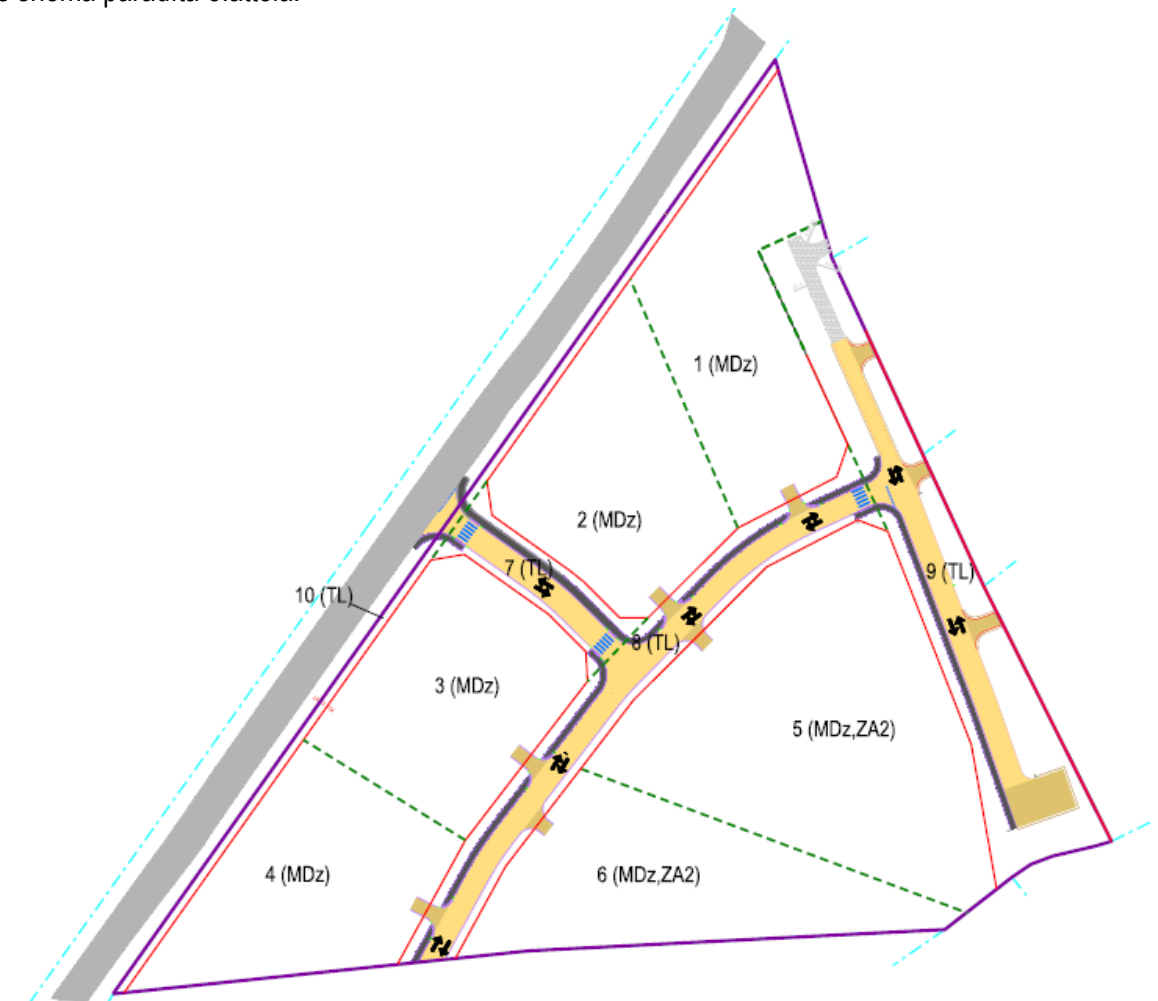 1 (MDz)
2 (MDz)
7 (TL)
9 (TL)
10 (TL)
8 (TL)
3 (MDz)
5 (MDz,ZA2)
4 (MDz)
6 (MDz,ZA2)